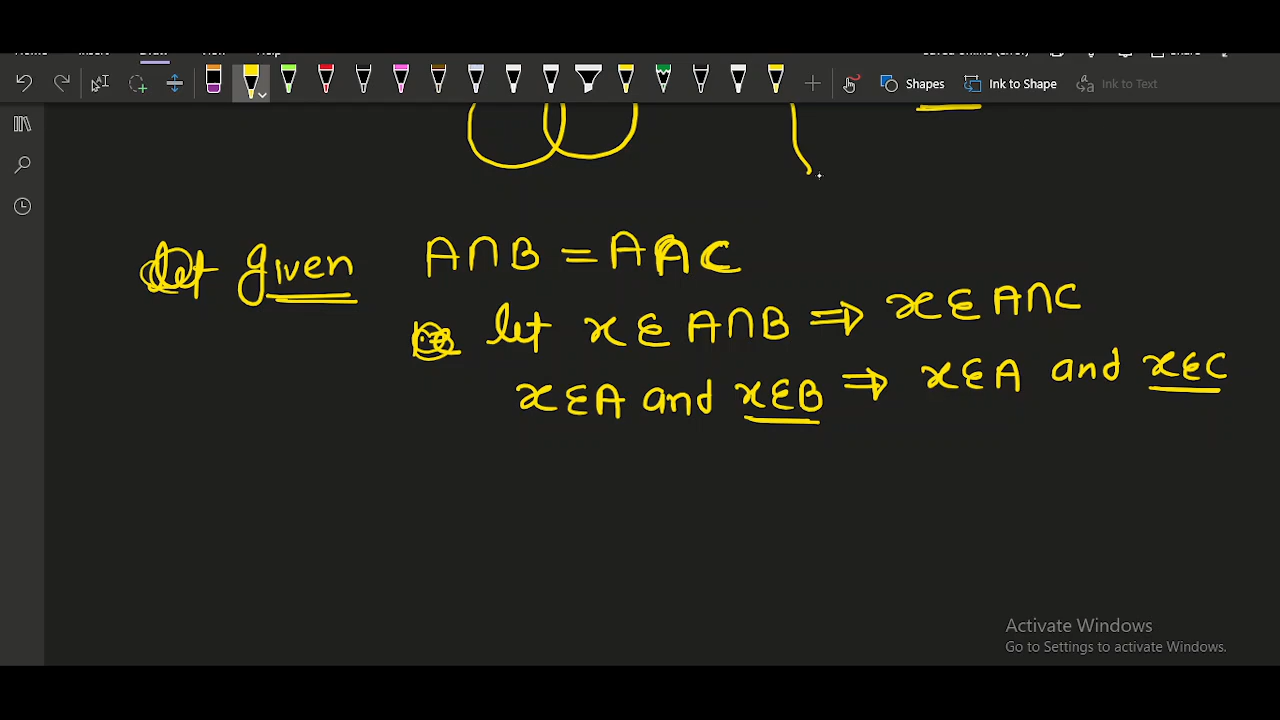 Shapes Ink to Shape Ink to Text
given A∩B = A∩C
let x ∈ A∩B ⇒ x ∈ A∩C
x∈A and x∈B ⇒ x∈A and x∈C
Activate Windows
Go to Settings to activate Windows.